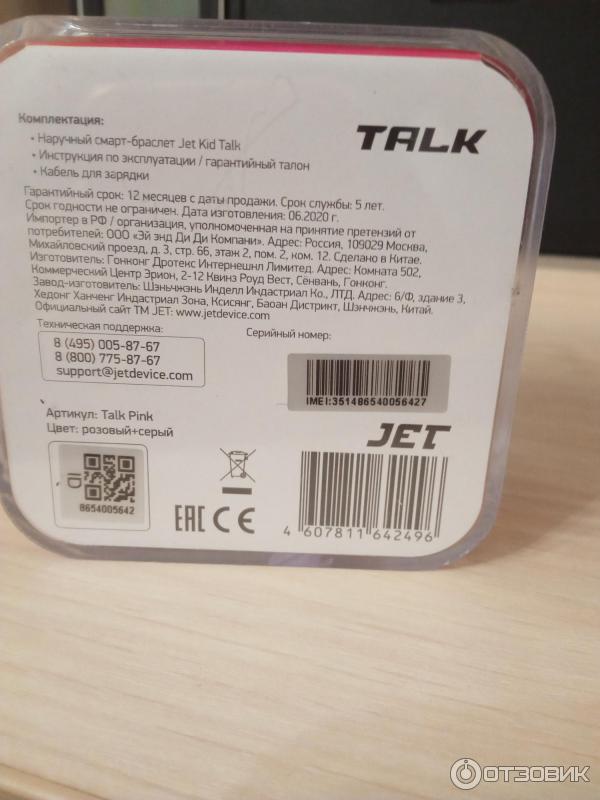 Комплектация:
TALK
• Наручный смарт-браслет Jet Kid Talk
• Инструкция по эксплуатации / гарантийный талон
• Кабель для зарядки
Гарантийный срок: 12 месяцев с даты продажи. Срок службы: 5 лет.
Срок годности не ограничен. Дата изготовления: 06.2020 г.
Импортер в РФ / организация, уполномоченная на принятие претензий от
потребителей: ООО «Эй энд Ди Ди Компани». Адрес: Россия, 109029 Москва,
Михайловский проезд, д. 3, стр. 66, этаж 2, пом. 2, ком. 12. Сделано в Китае.
Изготовитель: Гонконг Дротекс Интернешнл Лимитед. Адрес: Комната 502,
Коммерческий Центр Эрион, 2-12 Квинз Роуд Вест, Сёнвань, Гонконг.
Завод-изготовитель: Шэньчжэнь Инделл Индастриал Ко., ЛТД. Адрес: 6/Ф, здание 3,
Хедонг Ханченг Индастриал Зона, Ксисянг, Баоан Дистрикт, Шэнчжэнь, Китай.
Официальный сайт ТМ JET: www.jetdevice.com
Техническая поддержка:
8 (495) 005-87-67
8 (800) 775-87-67
support@jetdevice.com
Серийный номер:
IMEI:351486540056427
Артикул: Talk Pink
Цвет: розовый+серый
JET
ID
8654005642
EAC CE
4 607811 642496
ОТЗОВИК